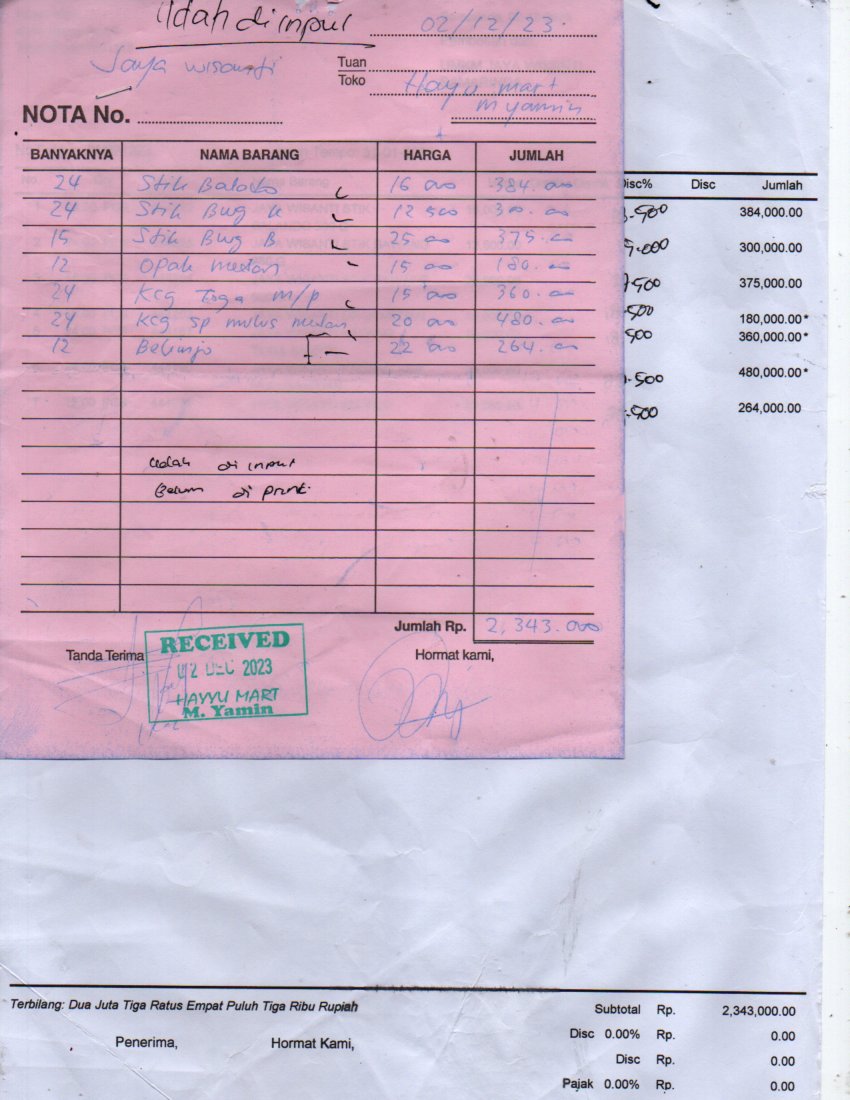 Udah diinput
02/12/23.
Jaya wisanti
Tuan
Toko Hayu mart
M yamin
NOTA No.
BANYAKNYA NAMA BARANG HARGA JUMLAH
24 Stik Balado 16 000 384.000
24 Stik Bwg k 12 500 300.000
15 Stik Bwg B 25 000 375.000
12 Opak medan 15 000 180.000
24 Kcg Toga m/p 15 000 360.000
24 Kcg sp mulus medan 20 000 480.000
12 Belinjo 22 000 264.000
Udah di input
Belum di print.
Jumlah Rp. 2,343.000
Tanda Terima
Hormat kami,
RECEIVED
02 DEC 2023
HAYYU MART
M. Yamin
Disc% Disc Jumlah
384,000.00
300,000.00
375,000.00
180,000.00*
360,000.00*
480,000.00*
264,000.00
Terbilang: Dua Juta Tiga Ratus Empat Puluh Tiga Ribu Rupiah
Penerima, Hormat Kami,
Subtotal Rp. 2,343,000.00
Disc 0.00% Rp. 0.00
Disc Rp. 0.00
Pajak 0.00% Rp. 0.00